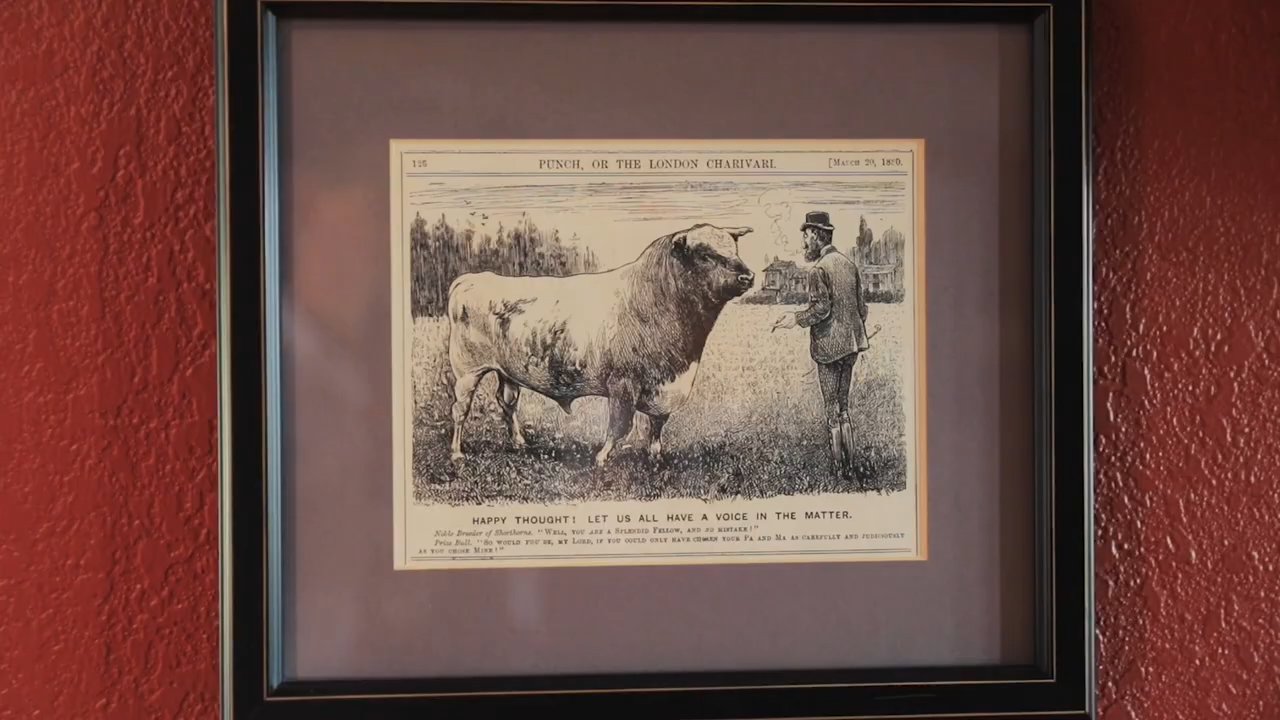 125 PUNCH, OR THE LONDON CHARIVARI. [MARCH 20, 1880.
HAPPY THOUGHT! LET US ALL HAVE A VOICE IN THE MATTER.
Noble Breeder of Shorthorns. "WELL, YOU ARE A SPLENDID FELLOW, AND NO MISTAKE!"
Prize Bull. "SO WOULD YOU BE, MY LORD, IF YOU COULD ONLY HAVE CHOSEN YOUR PA AND MA AS CAREFULLY AND JUDICIOUSLY
AS YOU CHOSE MINE!"